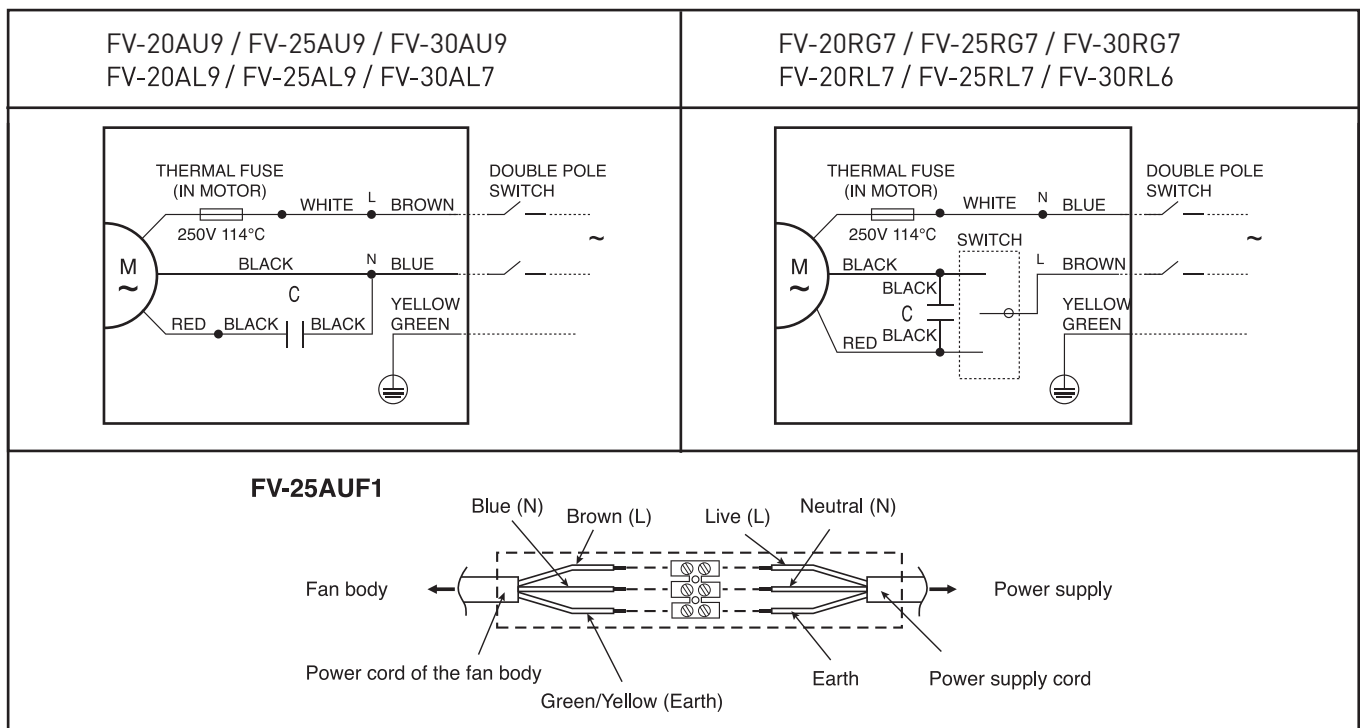 FV-20AU9 / FV-25AU9 / FV-30AU9
FV-20AL9 / FV-25AL9 / FV-30AL7
FV-20RG7 / FV-25RG7 / FV-30RG7
FV-20RL7 / FV-25RL7 / FV-30RL6
THERMAL FUSE
(IN MOTOR)
DOUBLE POLE
SWITCH
WHITE L BROWN
250V 114°C
~
M
~
BLACK N BLUE
C
YELLOW
GREEN
RED BLACK BLACK
THERMAL FUSE
(IN MOTOR)
DOUBLE POLE
SWITCH
WHITE N BLUE
250V 114°C
SWITCH
~
M
~
BLACK
L BROWN
BLACK
C
YELLOW
GREEN
BLACK
RED
FV-25AUF1
Blue (N)
Brown (L)
Live (L)
Neutral (N)
Fan body
Power supply
Power cord of the fan body
Green/Yellow (Earth)
Earth
Power supply cord